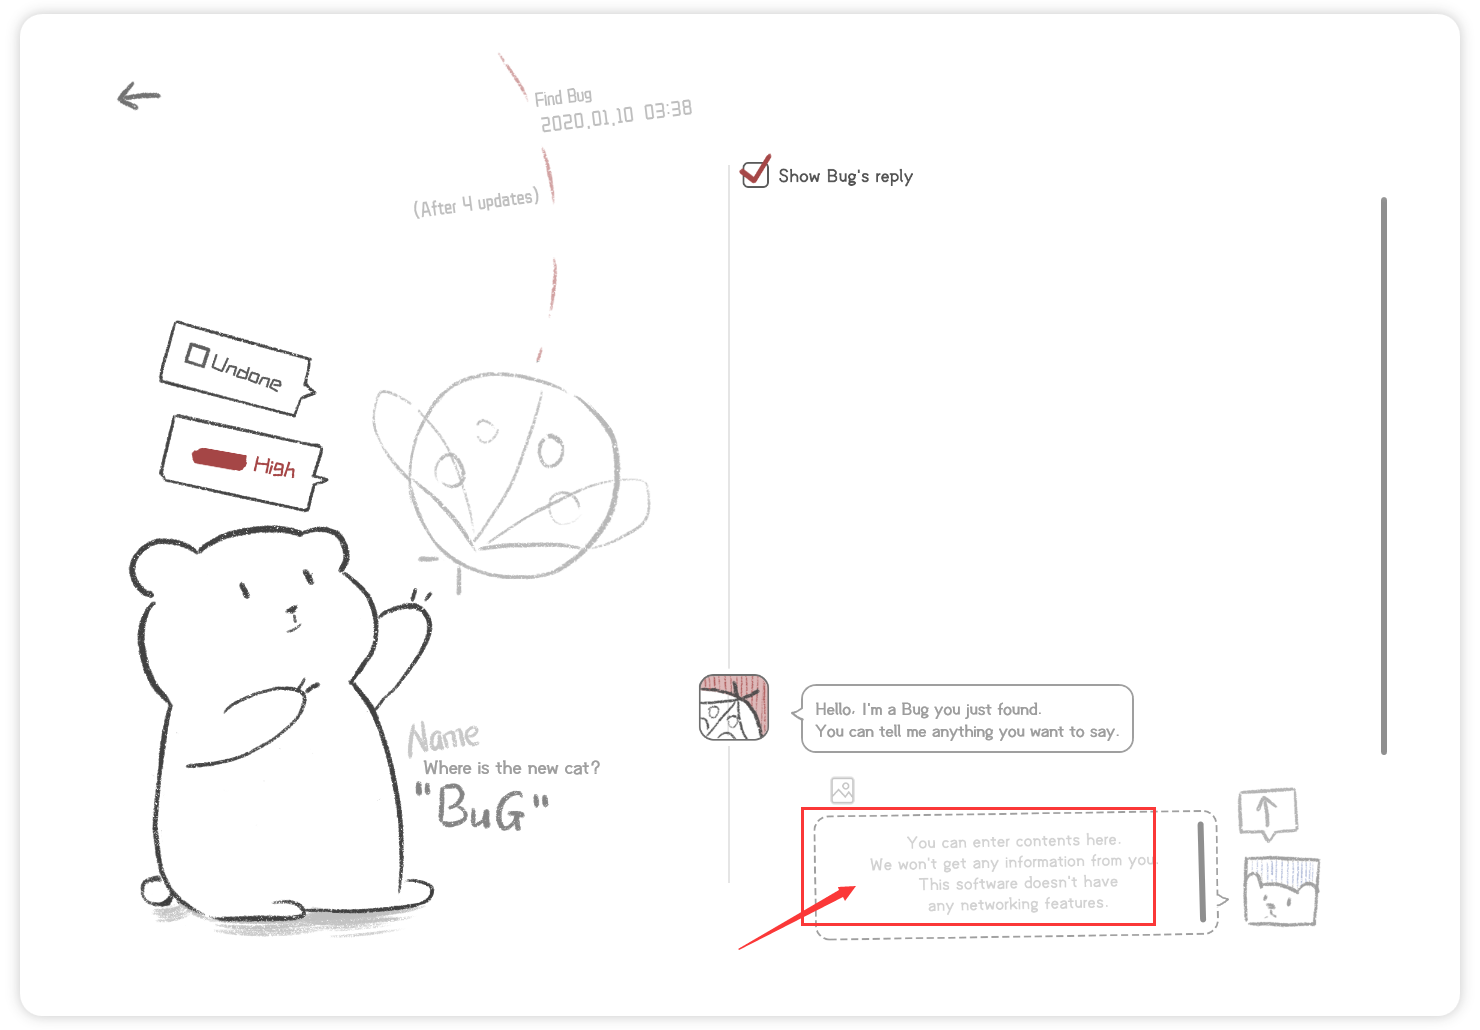 Find Bug
2020.01.10 03:38
(After 4 updates)
Show Bug's reply
Undone
High
Name
Where is the new cat?
"BuG"
Hello, I'm a Bug you just found.
You can tell me anything you want to say.
You can enter contents here.
We won't get any information from you.
This software doesn't have
any networking features.